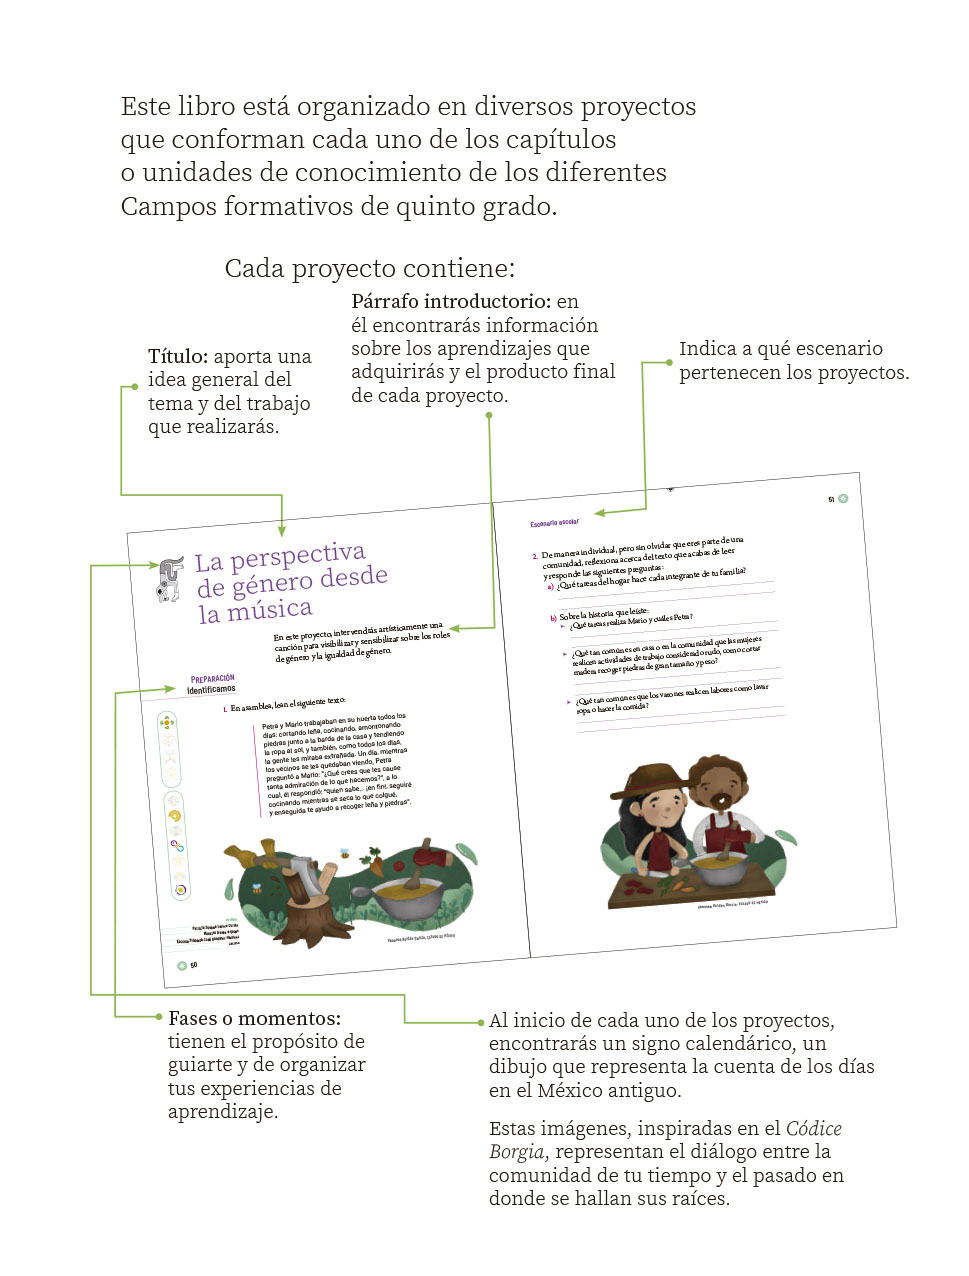 Este libro está organizado en diversos proyectos
que conforman cada uno de los capítulos
o unidades de conocimiento de los diferentes
Campos formativos de quinto grado.
Cada proyecto contiene:
Título: aporta una
idea general del
tema y del trabajo
que realizarás.
Párrafo introductorio: en
él encontrarás información
sobre los aprendizajes que
adquirirás y el producto final
de cada proyecto.
Indica a qué escenario
pertenecen los proyectos.
La perspectiva
de género desde
la música
En este proyecto, intervendrás artísticamente una
canción para visibilizar y sensibilizar sobre los roles
de género y la igualdad de género.
PREPARACIÓN
Identificamos
1. En asamblea, lean el siguiente texto:
Petra y Mario trabajaban en su huerta todos los
días: cortando leña, cocinando, amontonando
piedras junto a la barda de la casa y tendiendo
la ropa al sol, y también, como todos los días,
la gente les miraba extrañada. Un día, mientras
los vecinos se les quedaban viendo, Petra
preguntó a Mario: "¿Qué crees que les cause
tanta admiración de lo que hacemos?", a lo
cual, él respondió: "quien sabe... ¡en fin!, seguiré
cocinando mientras se seca lo que colgué,
y enseguida te ayudo a recoger leña y piedras".
50
Escenario escolar
51
2. De manera individual, pero sin olvidar que eres parte de una
comunidad, reflexiona acerca del texto que acabas de leer
y responde las siguientes preguntas:
a) ¿Qué tareas del hogar hace cada integrante de tu familia?
b) Sobre la historia que leíste:
➤ ¿Qué tareas realiza Mario y cuáles Petra?
➤ ¿Qué tan común es en casa o en la comunidad que las mujeres
realicen actividades de trabajo considerado rudo, como cortar
madera, recoger piedras de gran tamaño y peso?
➤ ¿Qué tan común es que los varones realicen labores como lavar
ropa o hacer la comida?
Fases o momentos:
tienen el propósito de
guiarte y de organizar
tus experiencias de
aprendizaje.
Al inicio de cada uno de los proyectos,
encontrarás un signo calendárico, un
dibujo que representa la cuenta de los días
en el México antiguo.
Estas imágenes, inspiradas en el Códice
Borgia, representan el diálogo entre la
comunidad de tu tiempo y el pasado en
donde se hallan sus raíces.